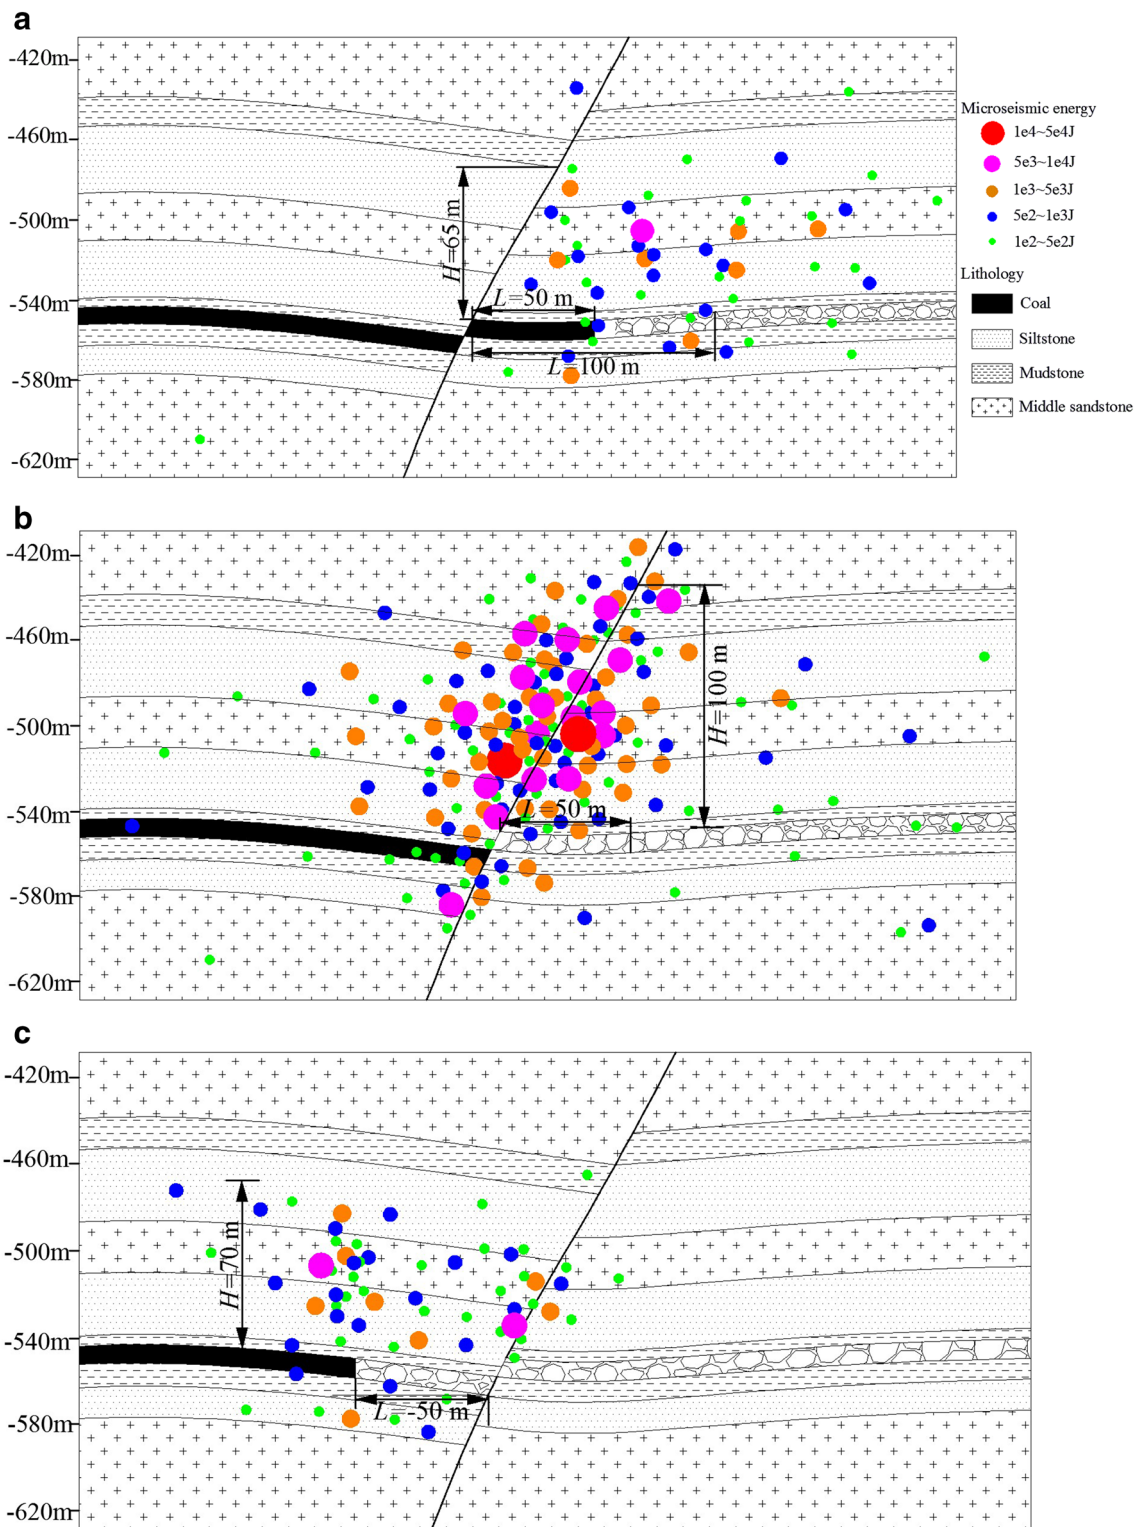 a
-420m
-460m
-500m
-540m
-580m
-620m
H=65 m
L=50 m
L=100 m
Microseismic energy
1e4~5e4J
5e3~1e4J
1e3~5e3J
5e2~1e3J
1e2~5e2J
Lithology
Coal
Siltstone
Mudstone
Middle sandstone
b
-420m
-460m
-500m
-540m
-580m
-620m
H=100 m
L=50 m
c
-420m
-460m
-500m
-540m
-580m
-620m
H=70 m
L=-50 m